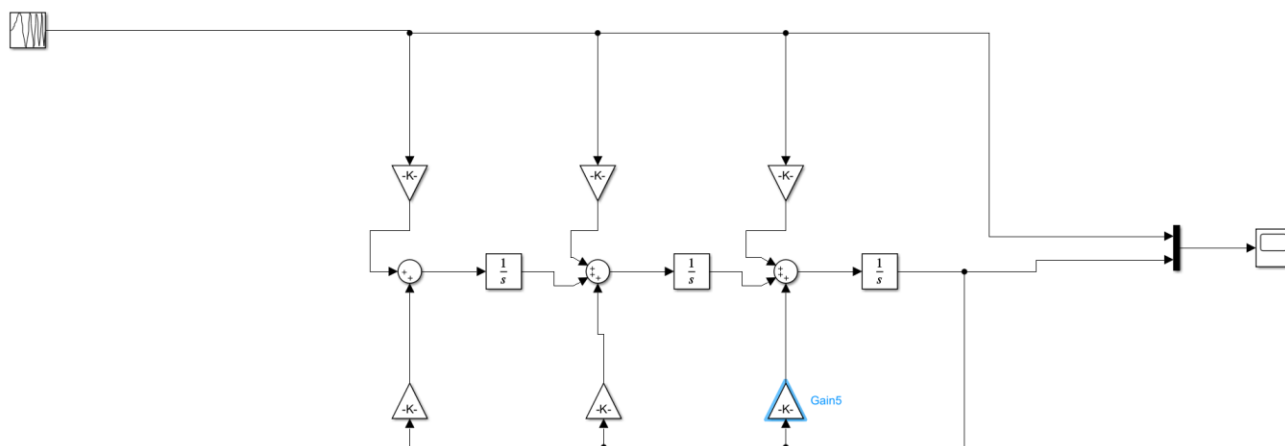 -K- -K- -K-
1/s 1/s 1/s
+ + + + + + + +
-K- -K- -K- Gain5